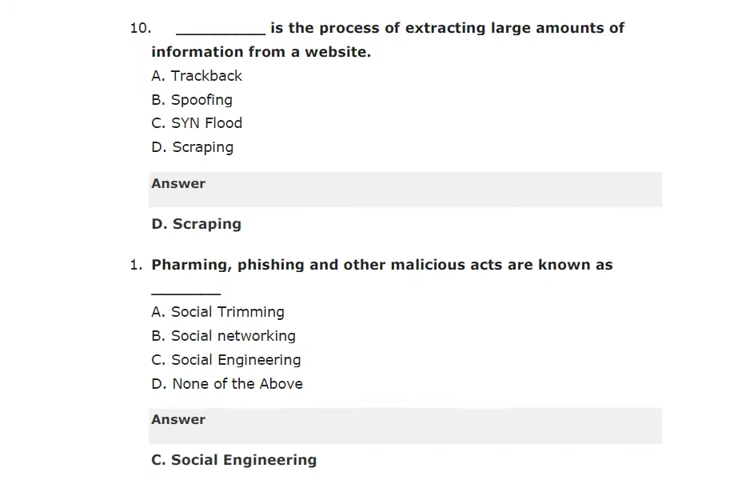 10. _________ is the process of extracting large amounts of
information from a website.
A. Trackback
B. Spoofing
C. SYN Flood
D. Scraping
Answer
D. Scraping
1. Pharming, phishing and other malicious acts are known as
_______
A. Social Trimming
B. Social networking
C. Social Engineering
D. None of the Above
Answer
C. Social Engineering